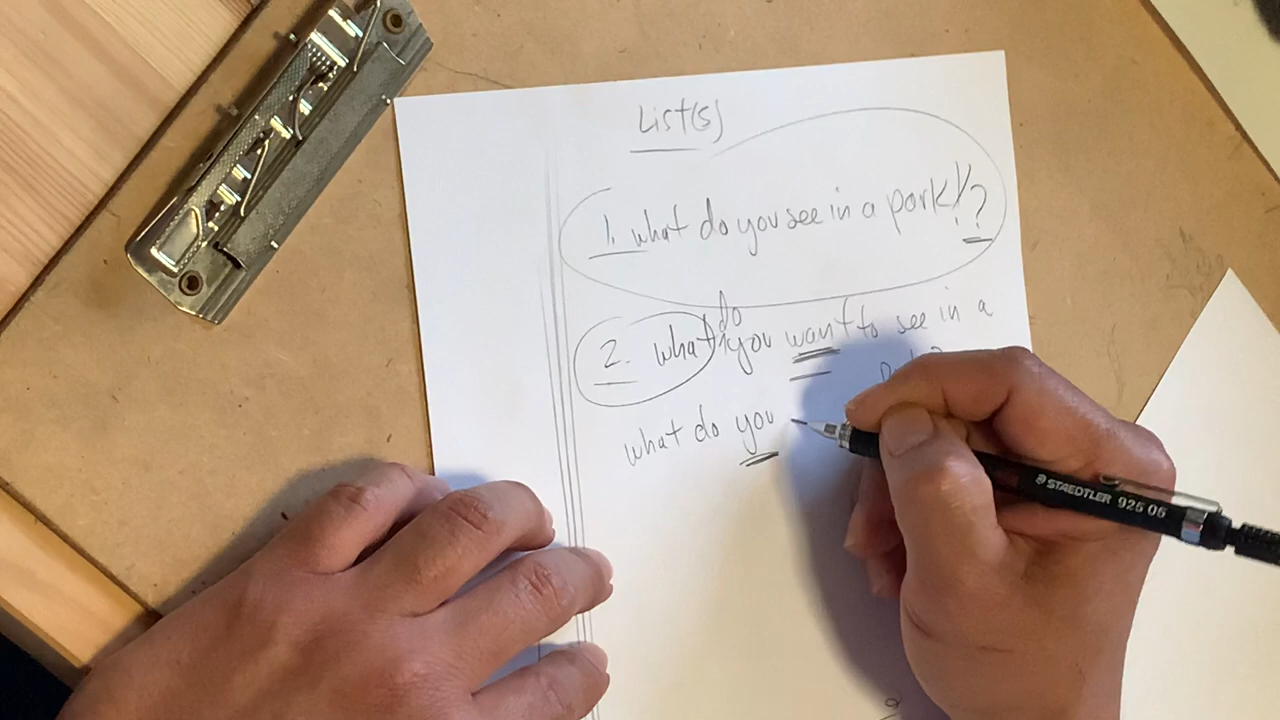 List(s)
1. what do you see in a park!?
do
2. what you want to see in a
what do you
STAEDTLER 925 05